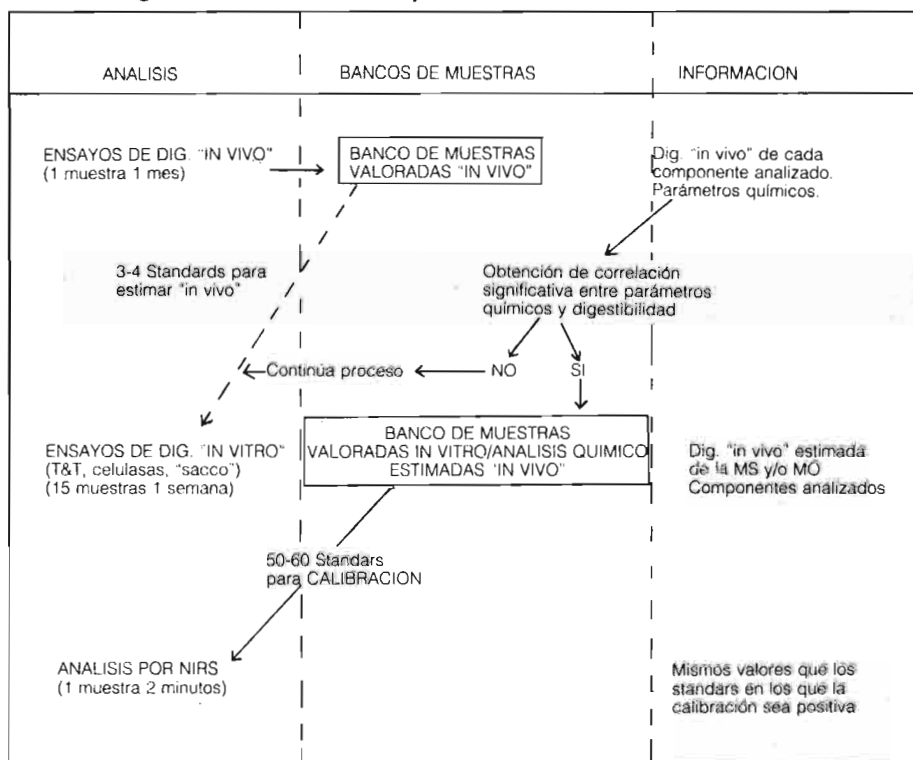 ANALISIS
BANCOS DE MUESTRAS
INFORMACION
ENSAYOS DE DIG. "IN VIVO"
(1 muestra 1 mes)
BANCO DE MUESTRAS
VALORADAS "IN VIVO"
Dig. "in vivo" de cada
componente analizado.
Parámetros químicos.
3-4 Standards para
estimar "in vivo"
Obtención de correlación
significativa entre parámetros
químicos y digestibilidad
Continúa proceso
NO
SI
ENSAYOS DE DIG. "IN VITRO"
(T&T, celulasas, "sacco")
(15 muestras 1 semana)
BANCO DE MUESTRAS
VALORADAS IN VITRO/ANALISIS QUIMICO
ESTIMADAS "IN VIVO"
Dig. "in vivo" estimada
de la MS y/o MO
Componentes analizados
50-60 Standars
para CALIBRACION
ANALISIS POR NIRS
(1 muestra 2 minutos)
Mismos valores que los
standars en los que la
calibración sea positiva